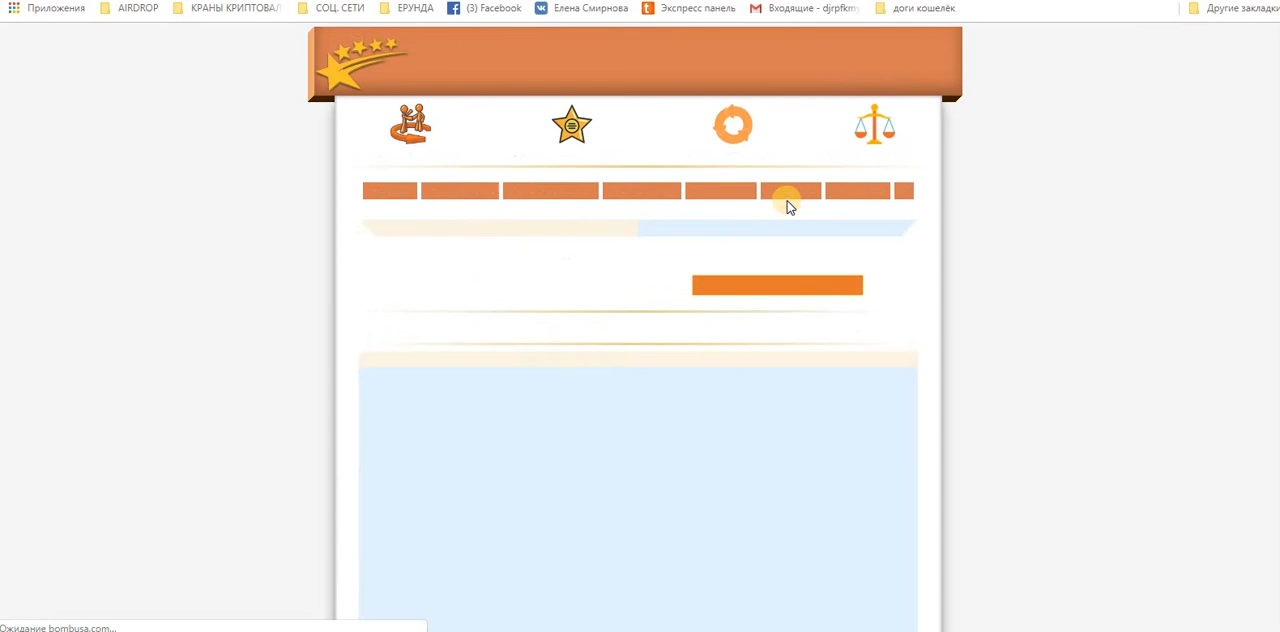 Приложения AIRDROP КРАНЫ КРИПТОВАЛ СОЦ. СЕТИ ЕРУНДА (3) Facebook Елена Смирнова Экспресс панель Входящие - djrpfkmy доги кошелёк Другие закладки
Ожидание bombusa.com...